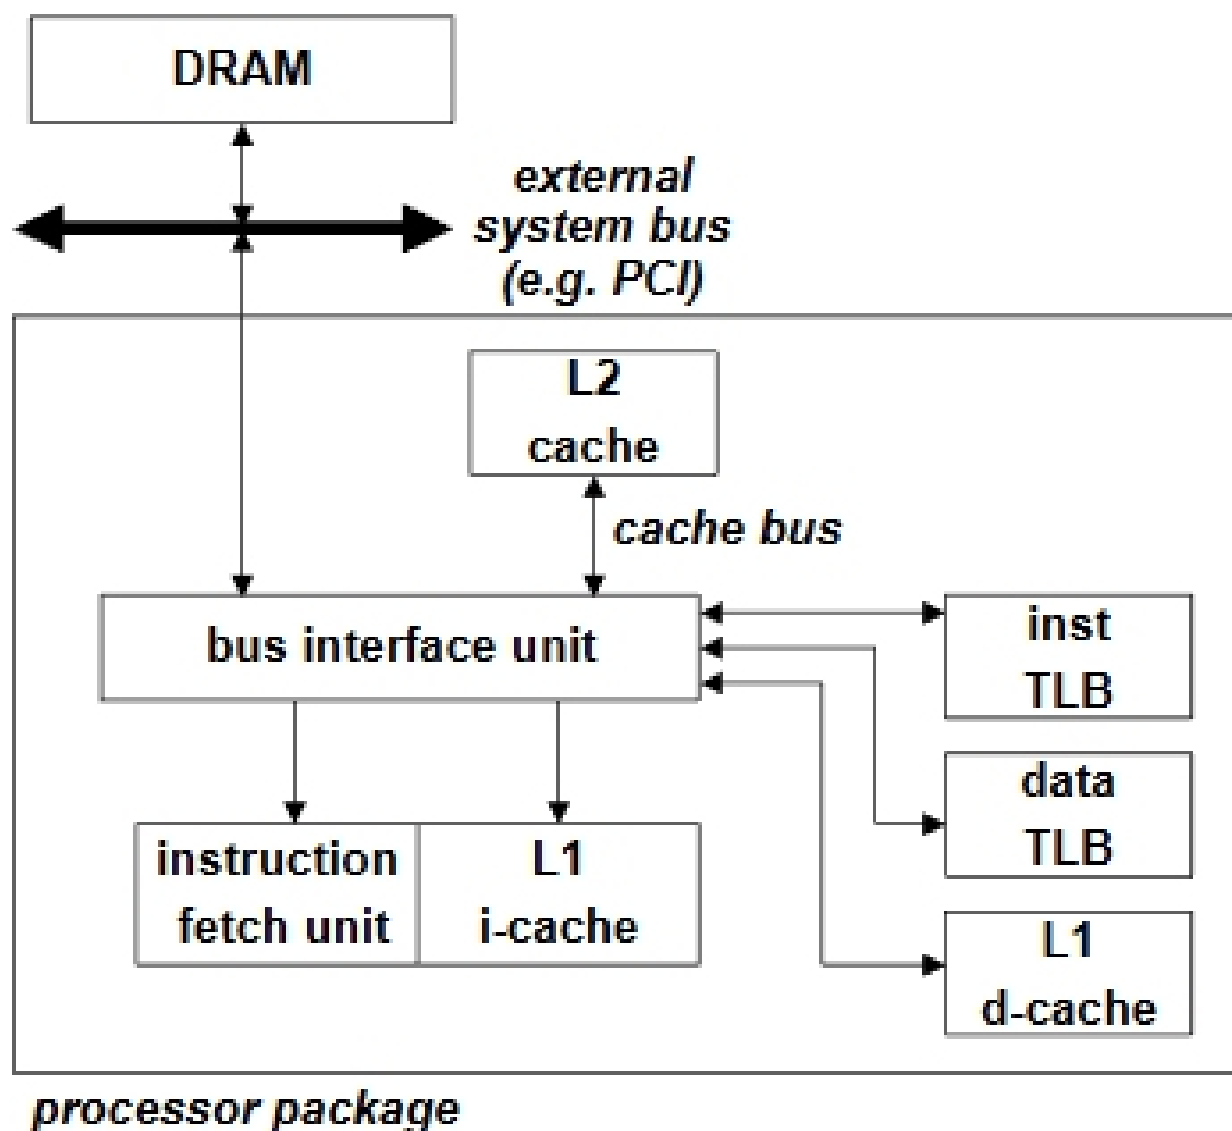 DRAM
external
system bus
(e.g. PCI)
L2
cache
cache bus
bus interface unit
inst
TLB
data
TLB
instruction
fetch unit
L1
i-cache
L1
d-cache
processor package